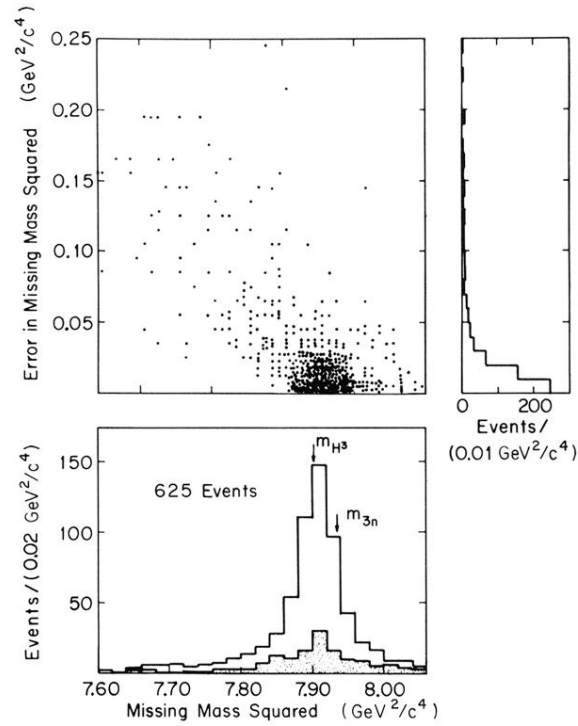 Error in Missing Mass Squared (GeV²/c⁴)
0.25
0.20
0.15
0.10
0.05
0 200
Events/
(0.01 GeV²/c⁴)
Events/(0.02 GeV²/c⁴)
150
100
50
625 Events
m_H³
m_3n
7.60 7.70 7.80 7.90 8.00
Missing Mass Squared (GeV²/c⁴)